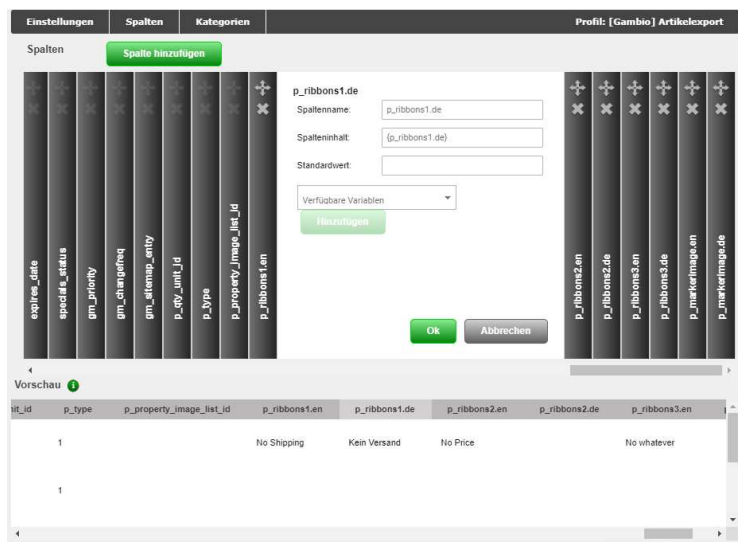 Einstellungen Spalten Kategorien Profil: [Gambio] Artikelexport
Spalten Spalte hinzufügen
expires_date
specials_status
gm_priority
gm_changefreq
gm_sitemap_entry
p_qty_unit_id
p_type
p_property_image_list_id
p_ribbons1.en
p_ribbons1.de
Spaltenname: p_ribbons1.de
Spalteninhalt: {p_ribbons1.de}
Standardwert:
Verfügbare Variablen
Hinzufügen
Ok Abbrechen
p_ribbons2.en
p_ribbons2.de
p_ribbons3.en
p_ribbons3.de
p_markerimage.en
p_markerimage.de
Vorschau
nit_id p_type p_property_image_list_id p_ribbons1.en p_ribbons1.de p_ribbons2.en p_ribbons2.de p_ribbons3.en
1 No Shipping Kein Versand No Price No whatever
1